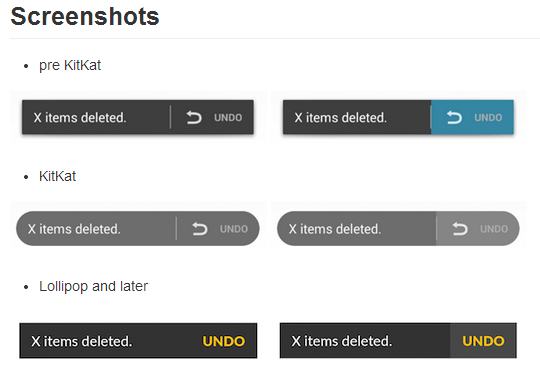 Screenshots
pre KitKat
X items deleted. UNDO X items deleted. UNDO
KitKat
X items deleted. UNDO X items deleted. UNDO
Lollipop and later
X items deleted. UNDO X items deleted. UNDO